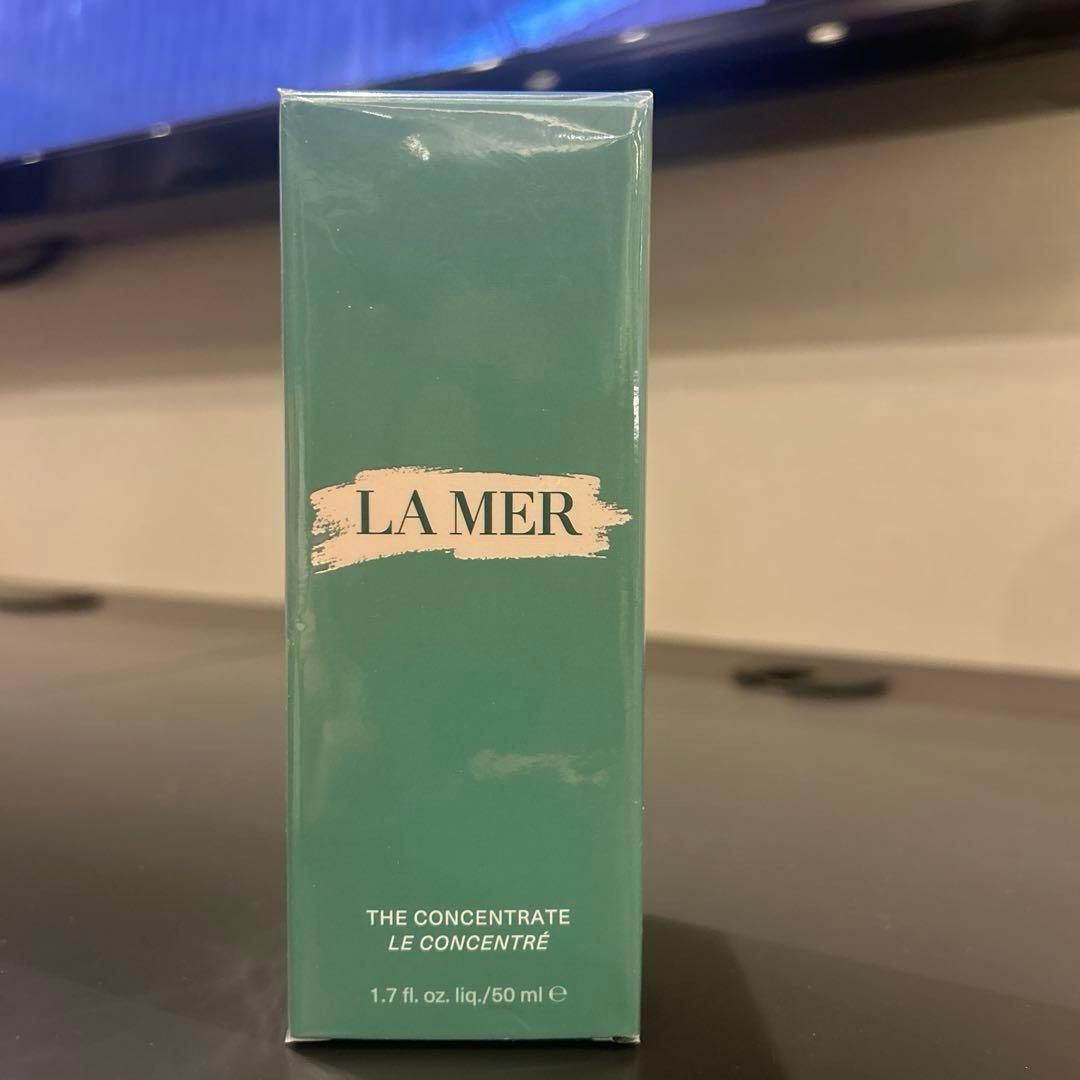 LA MER
THE CONCENTRATE
LE CONCENTRÉ
1.7 fl. oz. liq./50 ml ℮